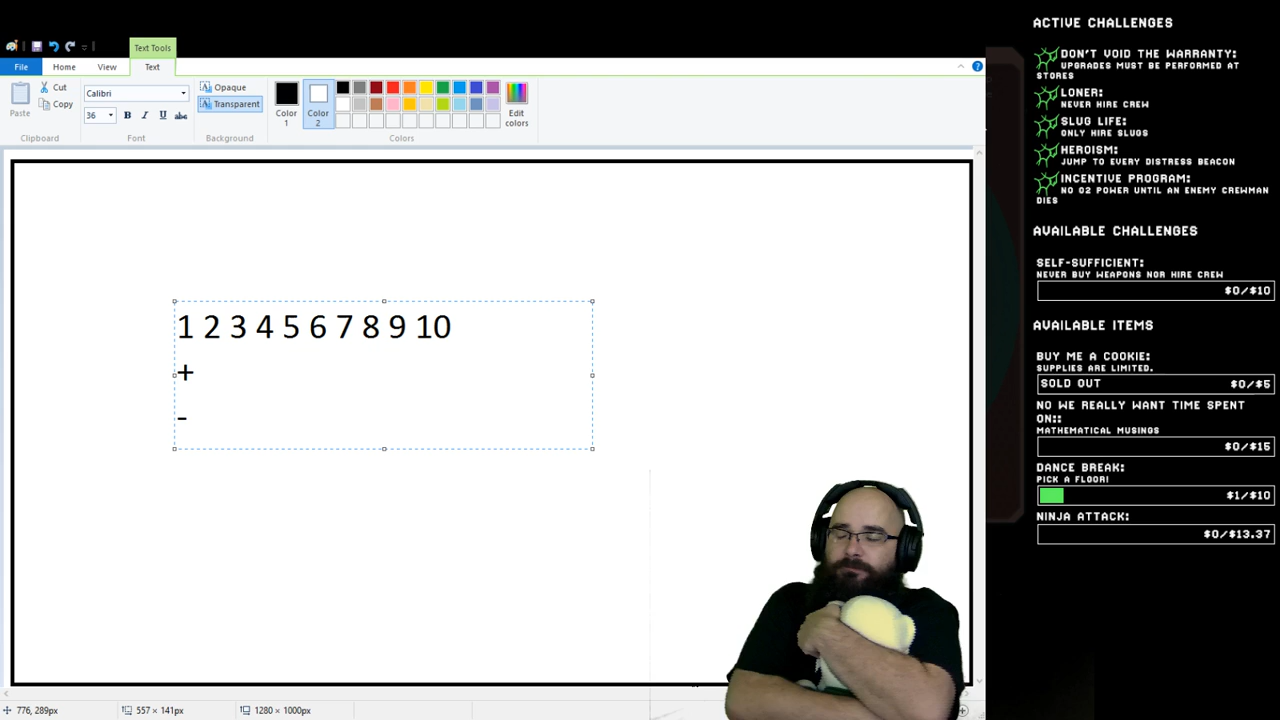 Text Tools
File
Home
View
Text
Paste
Cut
Copy
Clipboard
Calibri
36
B
I
U
abc
Font
Opaque
Transparent
Background
Color
1
Color
2
Edit
colors
Colors
1 2 3 4 5 6 7 8 9 10
+
-
776, 289px
557 × 141px
1280 × 1000px
ACTIVE CHALLENGES
DON'T VOID THE WARRANTY:
UPGRADES MUST BE PERFORMED AT
STORES
LONER:
NEVER HIRE CREW
SLUG LIFE:
ONLY HIRE SLUGS
HEROISM:
JUMP TO EVERY DISTRESS BEACON
INCENTIVE PROGRAM:
NO O2 POWER UNTIL AN ENEMY CREWMAN
DIES
AVAILABLE CHALLENGES
SELF-SUFFICIENT:
NEVER BUY WEAPONS NOR HIRE CREW
$0/$10
AVAILABLE ITEMS
BUY ME A COOKIE:
SUPPLIES ARE LIMITED.
SOLD OUT $0/$5
NO WE REALLY WANT TIME SPENT
ON::
MATHEMATICAL MUSINGS
$0/$15
DANCE BREAK:
PICK A FLOOR!
$1/$10
NINJA ATTACK:
$0/$13.37